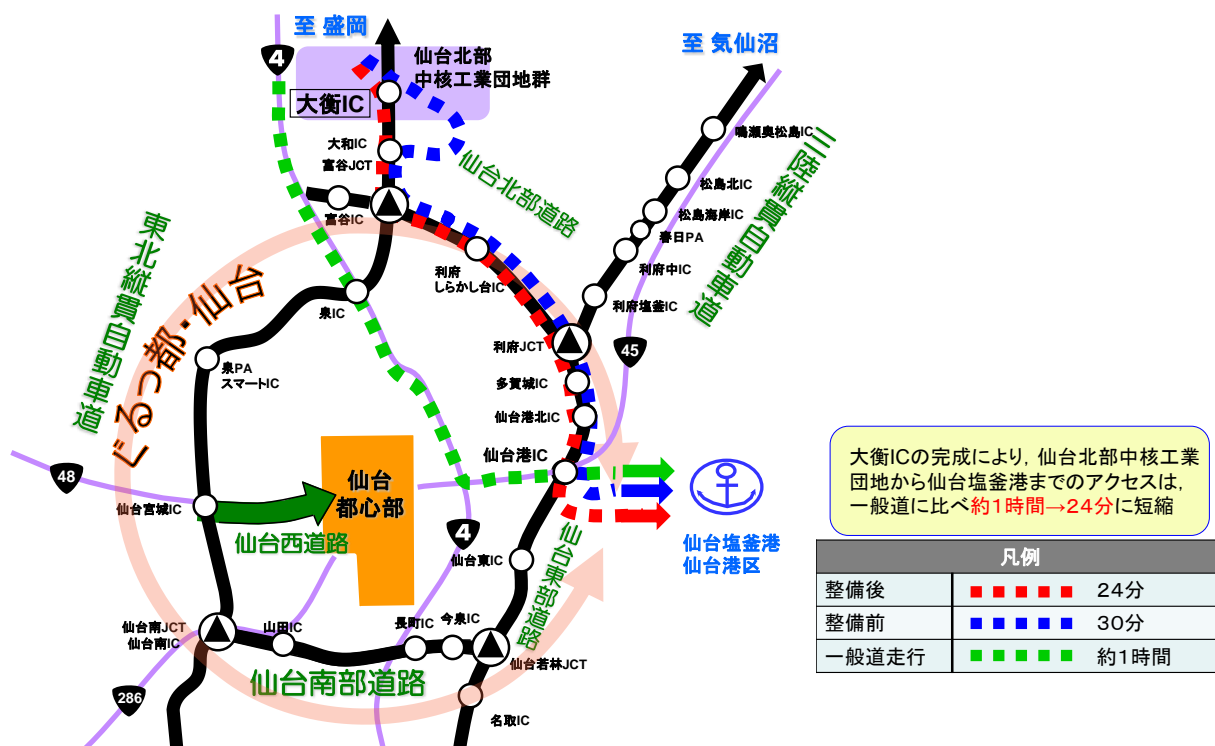 至 盛岡
4
仙台北部
中核工業団地群
大衡IC
大和IC
富谷JCT
富谷IC
仙台北部道路
至 気仙沼
鳴瀬奥松島IC
松島北IC
松島海岸IC
春日PA
利府中IC
利府塩釜IC
三陸縦貫自動車道
45
利府
しらかし台IC
利府JCT
多賀城IC
仙台港北IC
仙台港IC
東北縦貫自動車道
ぐるっ都・仙台
泉IC
泉PA
スマートIC
48
仙台宮城IC
仙台西道路
仙台
都心部
4
仙台東IC
仙台東部道路
仙台塩釜港
仙台港区
仙台南JCT
仙台南IC
山田IC
長町IC
今泉IC
仙台若林JCT
仙台南部道路
286
名取IC
大衡ICの完成により，仙台北部中核工業
団地から仙台塩釜港までのアクセスは，
一般道に比べ約1時間→24分に短縮
凡例
整備後 24分
整備前 30分
一般道走行 約1時間